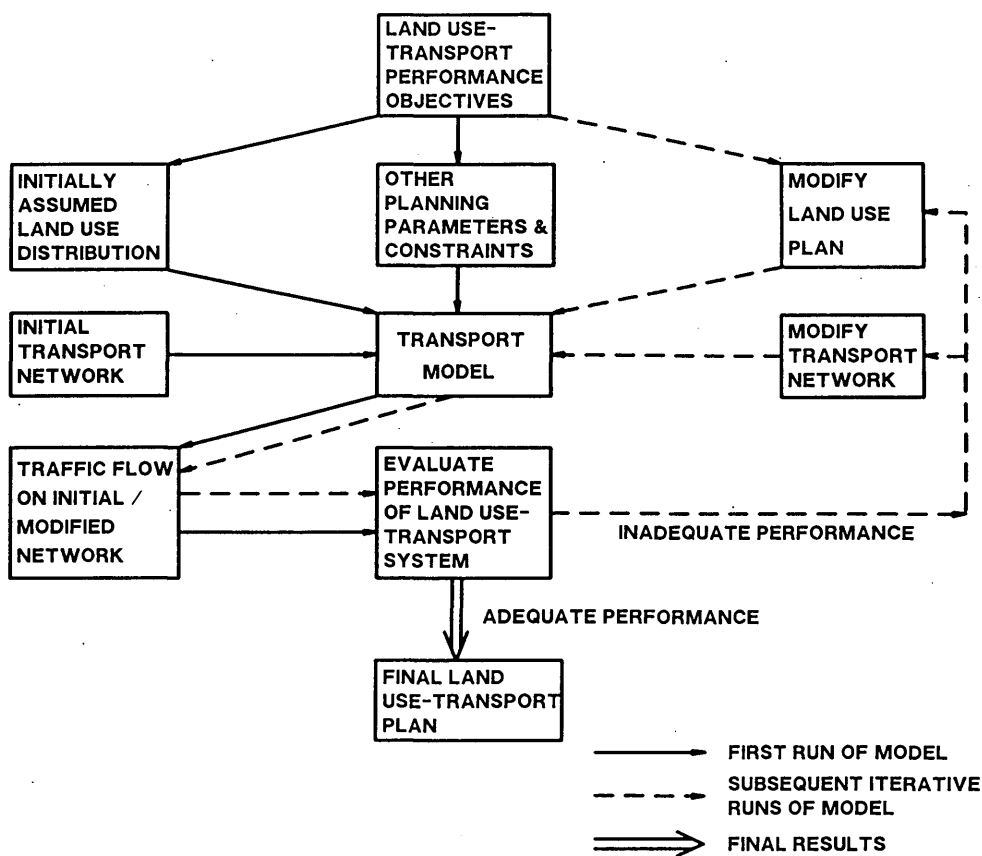 LAND USE-
TRANSPORT
PERFORMANCE
OBJECTIVES
INITIALLY
ASSUMED
LAND USE
DISTRIBUTION
OTHER
PLANNING
PARAMETERS &
CONSTRAINTS
MODIFY
LAND USE
PLAN
INITIAL
TRANSPORT
NETWORK
TRANSPORT
MODEL
MODIFY
TRANSPORT
NETWORK
TRAFFIC FLOW
ON INITIAL /
MODIFIED
NETWORK
EVALUATE
PERFORMANCE
OF LAND USE-
TRANSPORT
SYSTEM
INADEQUATE PERFORMANCE
ADEQUATE PERFORMANCE
FINAL LAND
USE-TRANSPORT
PLAN
FIRST RUN OF MODEL
SUBSEQUENT ITERATIVE
RUNS OF MODEL
FINAL RESULTS